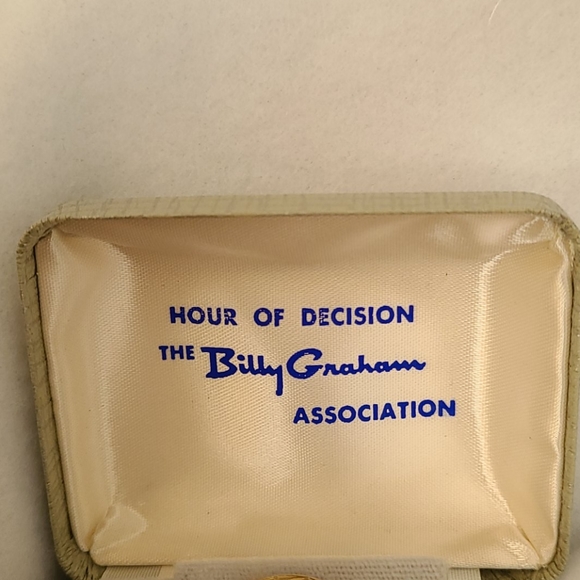 HOUR OF DECISION
THE Billy Graham
ASSOCIATION